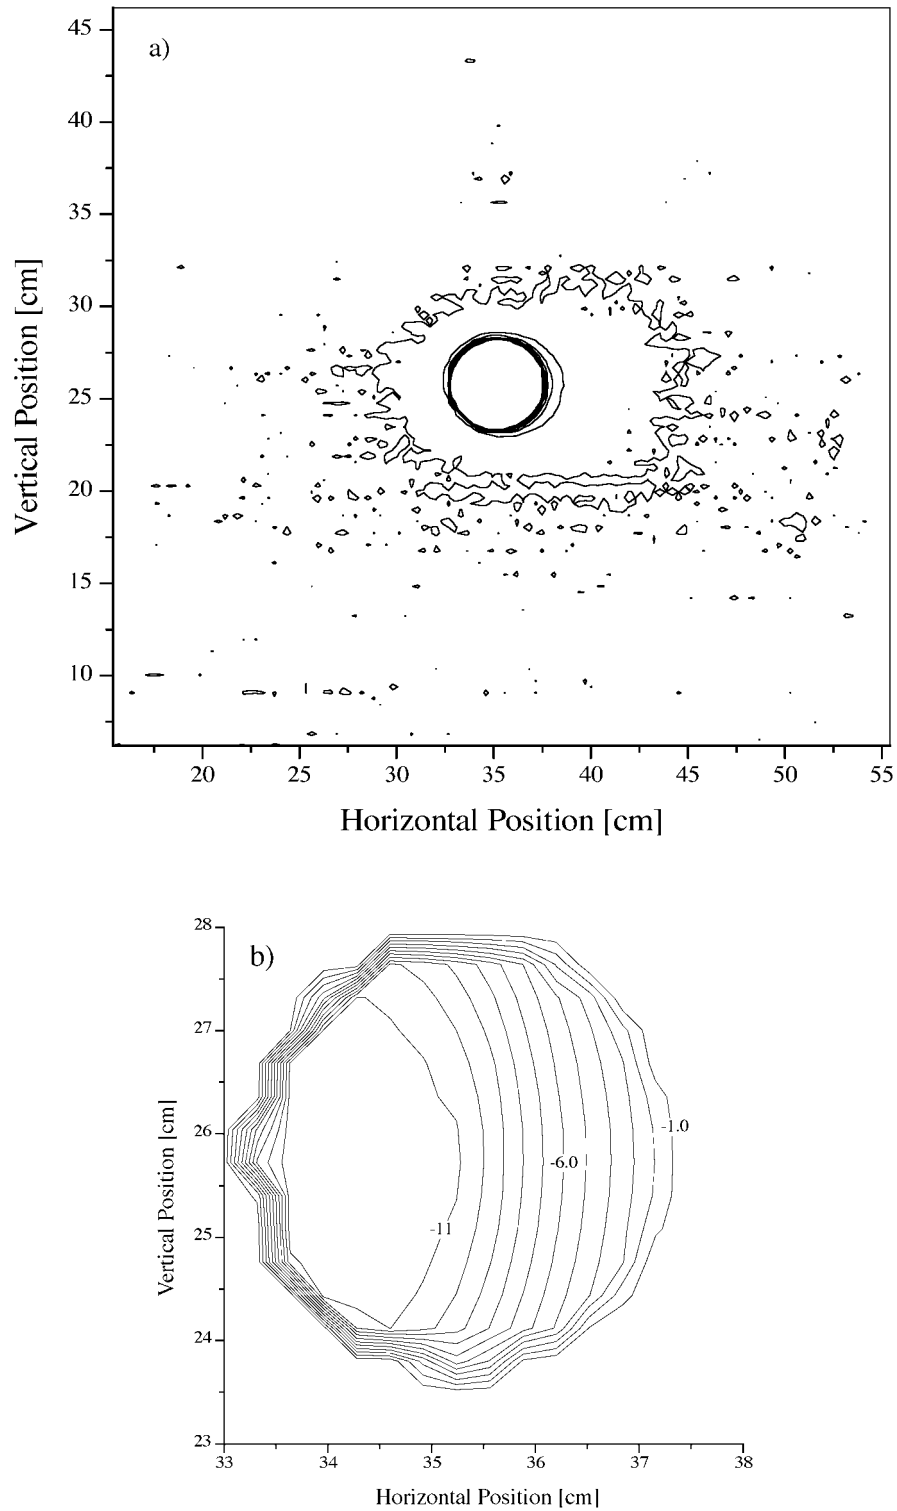 a)
45
40
35
30
25
20
15
10
Vertical Position [cm]
20 25 30 35 40 45 50 55
Horizontal Position [cm]
b)
28
27
26
25
24
23
Vertical Position [cm]
-1.0
-6.0
-11
33 34 35 36 37 38
Horizontal Position [cm]